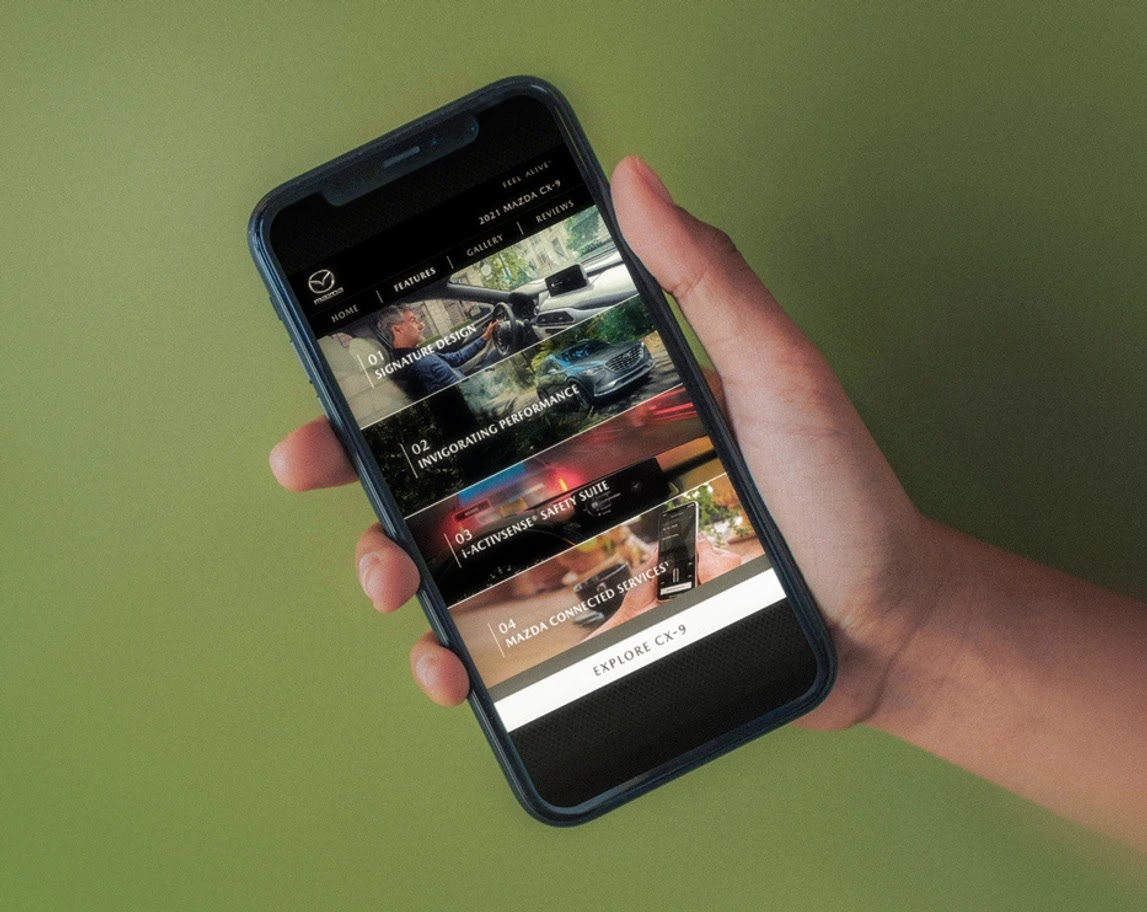 FEEL ALIVE
2021 MAZDA CX-9
mazda
HOME | FEATURES | GALLERY | REVIEWS
01
SIGNATURE DESIGN
02
INVIGORATING PERFORMANCE
03
i-ACTIVSENSE® SAFETY SUITE
04
MAZDA CONNECTED SERVICES¹
EXPLORE CX-9